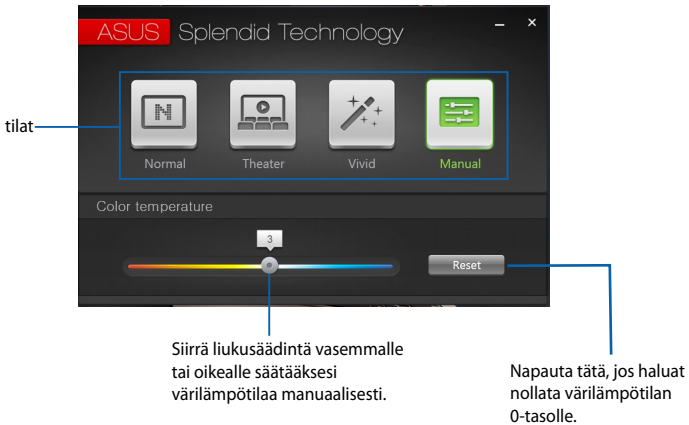 ASUS Splendid Technology
tilat
Normal Theater Vivid Manual
Color temperature
3
Reset
Siirrä liukusäädintä vasemmalle
tai oikealle säätääksesi
värilämpötilaa manuaalisesti.
Napauta tätä, jos haluat
nollata värilämpötilan
0-tasolle.